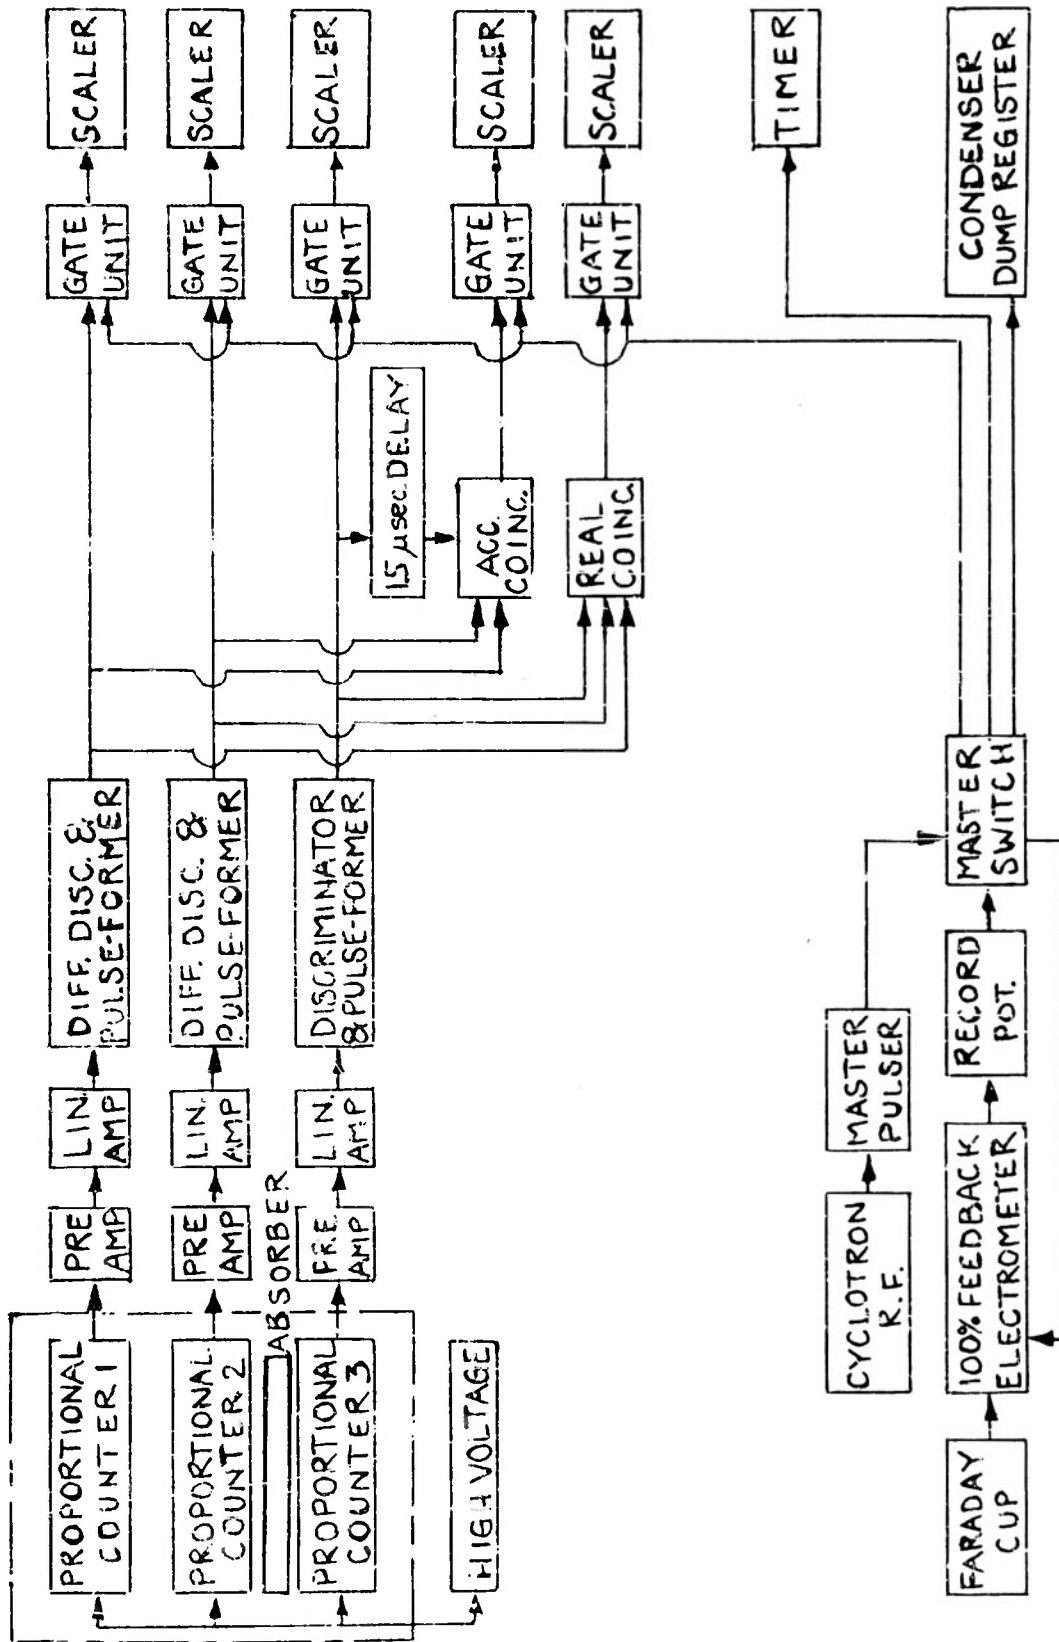 PROPORTIONAL
COUNTER 1
PRE
AMP
LIN.
AMP
DIFF. DISC. &
PULSE-FORMER
GATE
UNIT
SCALER
PROPORTIONAL
COUNTER 2
PRE
AMP
LIN.
AMP
DIFF. DISC. &
PULSE-FORMER
GATE
UNIT
SCALER
ABSORBER
PROPORTIONAL
COUNTER 3
PRE
AMP
LIN.
AMP
DISCRIMINATOR
& PULSE-FORMER
GATE
UNIT
SCALER
15 µsec. DELAY
HIGH VOLTAGE
ACC.
COINC.
GATE
UNIT
SCALER
REAL
COINC.
GATE
UNIT
SCALER
TIMER
CYCLOTRON
R.F.
MASTER
PULSER
FARADAY
CUP
100% FEEDBACK
ELECTROMETER
RECORD
POT.
MASTER
SWITCH
CONDENSER
DUMP REGISTER